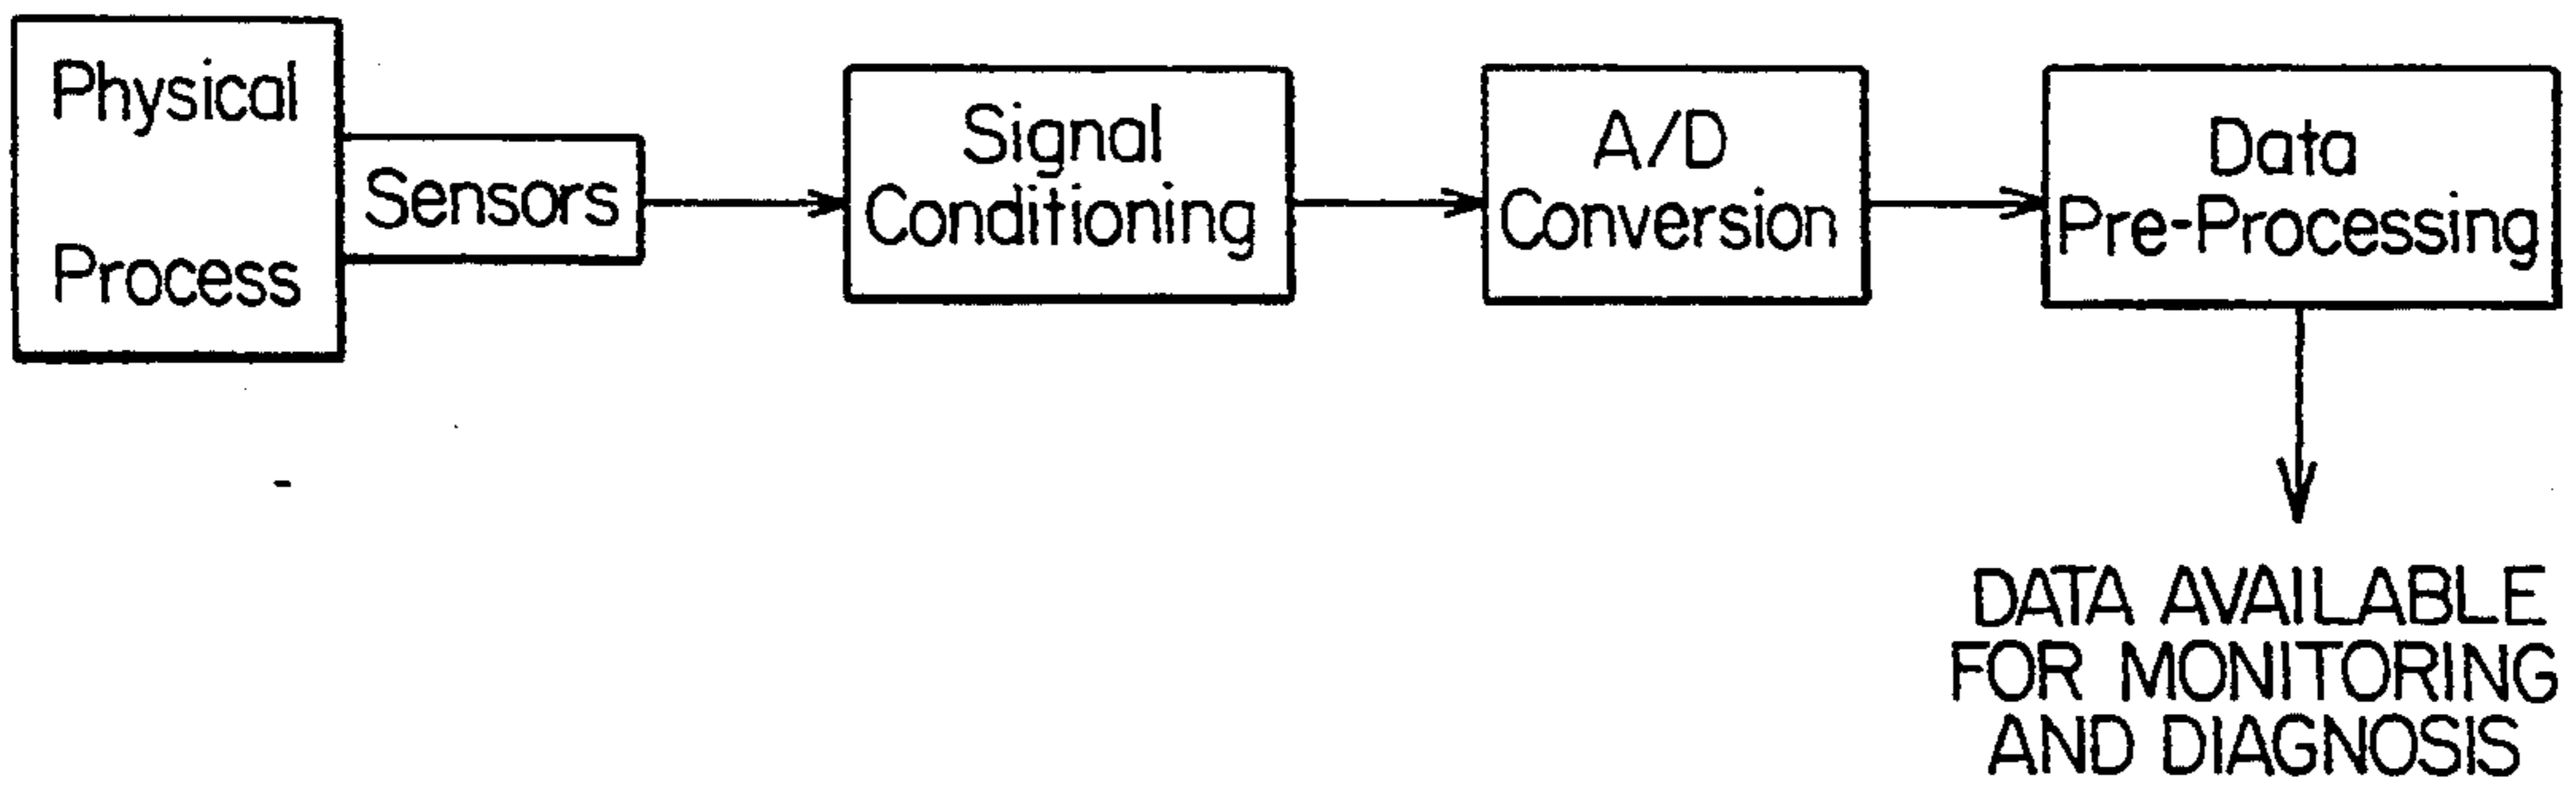 Physical
Process
Sensors
Signal
Conditioning
A/D
Conversion
Data
Pre-Processing
DATA AVAILABLE
FOR MONITORING
AND DIAGNOSIS